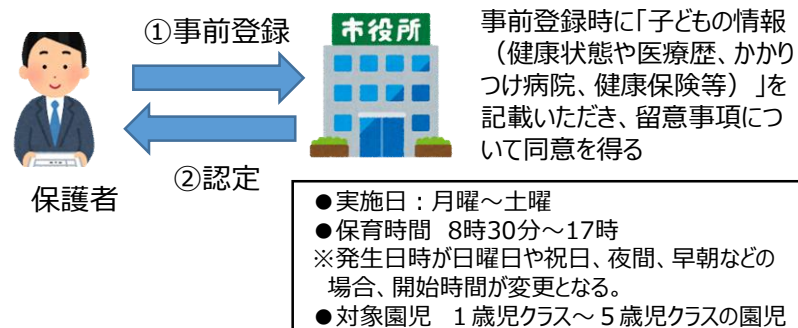 ①事前登録
市役所
②認定
保護者
事前登録時に「子どもの情報
（健康状態や医療歴、かかり
つけ病院、健康保険等）」を
記載いただき、留意事項につ
いて同意を得る
●実施日：月曜～土曜
●保育時間 8時30分～17時
※発生日時が日曜日や祝日、夜間、早朝などの
場合、開始時間が変更となる。
●対象園児 １歳児クラス～５歳児クラスの園児